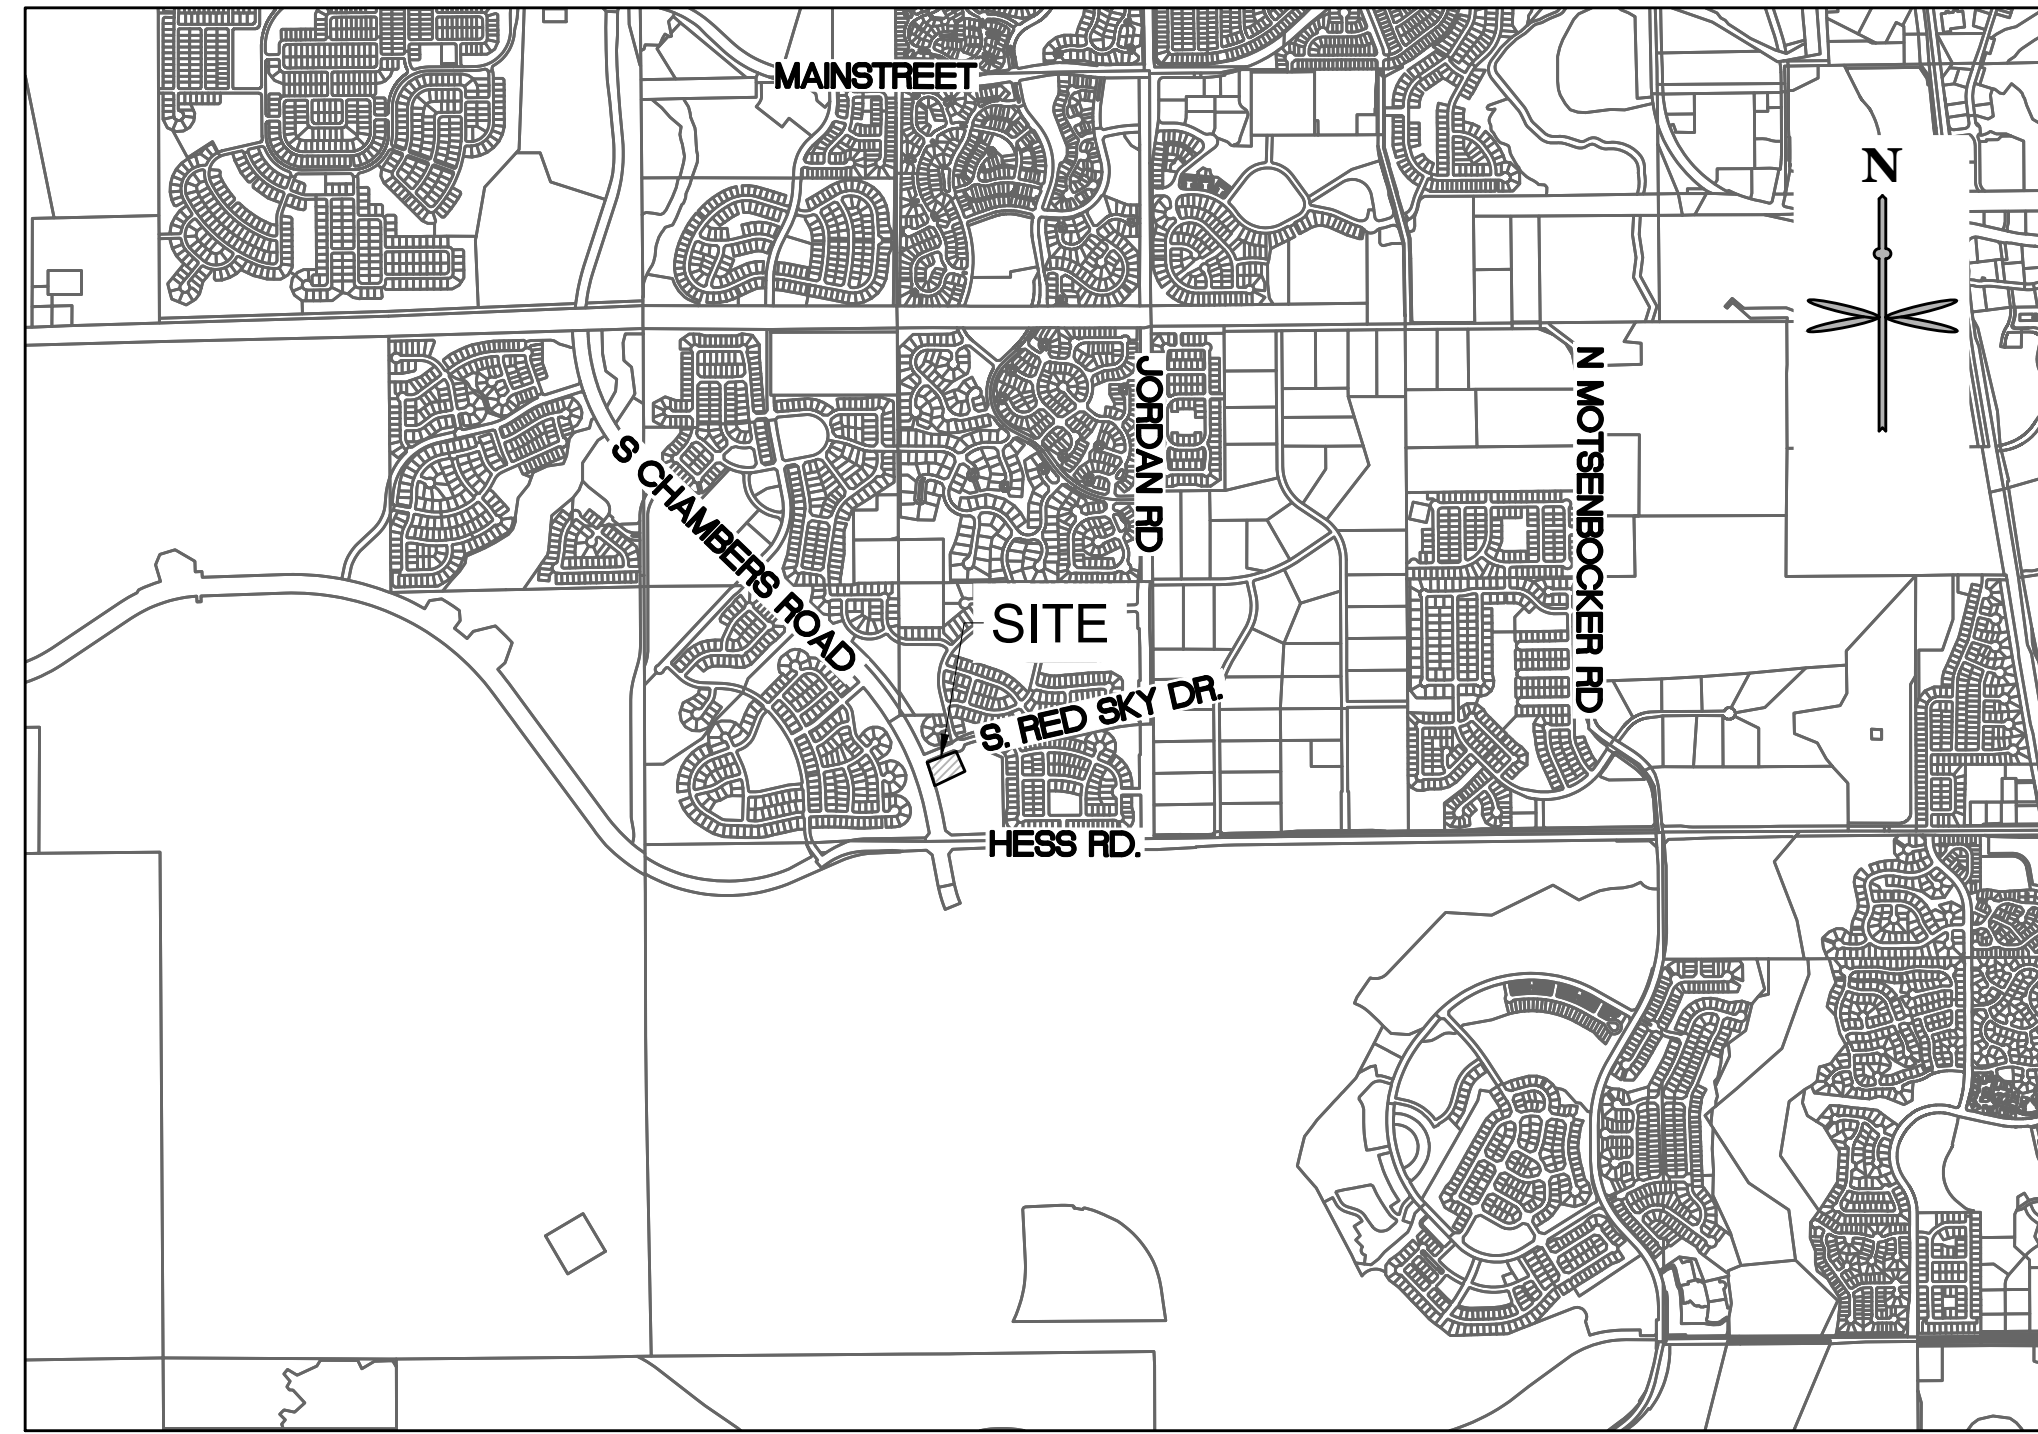 MAINSTREET
N
JORDAN RD
N MOTSENBOCKER RD
S CHAMBERS ROAD
SITE
S. RED SKY DR.
HESS RD.